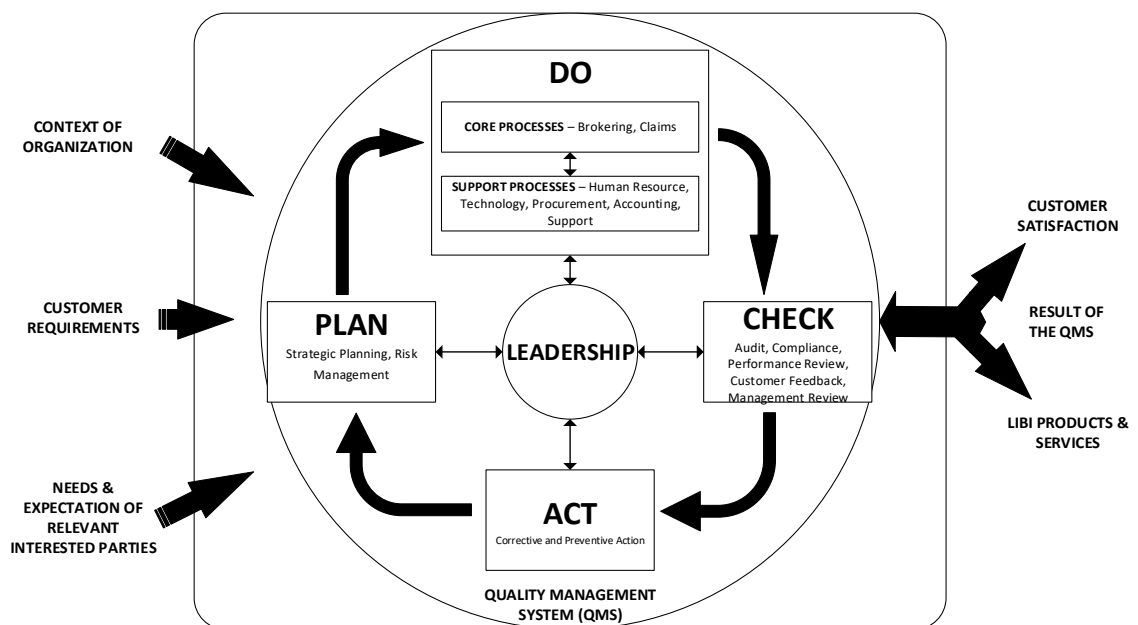 DO
CORE PROCESSES – Brokering, Claims
SUPPORT PROCESSES – Human Resource,
Technology, Procurement, Accounting,
Support
CONTEXT OF
ORGANIZATION
CUSTOMER
REQUIREMENTS
NEEDS &
EXPECTATION OF
RELEVANT
INTERESTED PARTIES
PLAN
Strategic Planning, Risk
Management
LEADERSHIP
CHECK
Audit, Compliance,
Performance Review,
Customer Feedback,
Management Review
ACT
Corrective and Preventive Action
QUALITY MANAGEMENT
SYSTEM (QMS)
CUSTOMER
SATISFACTION
RESULT OF
THE QMS
LIBI PRODUCTS &
SERVICES